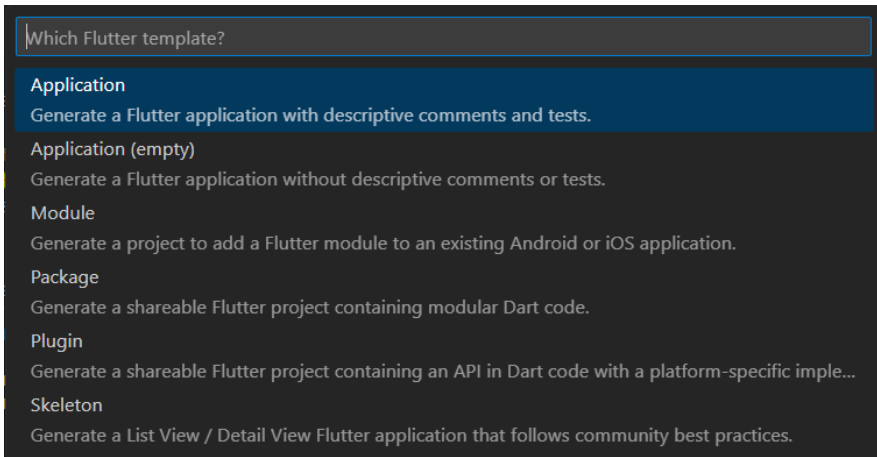 Which Flutter template?
Application
Generate a Flutter application with descriptive comments and tests.
Application (empty)
Generate a Flutter application without descriptive comments or tests.
Module
Generate a project to add a Flutter module to an existing Android or iOS application.
Package
Generate a shareable Flutter project containing modular Dart code.
Plugin
Generate a shareable Flutter project containing an API in Dart code with a platform-specific imple...
Skeleton
Generate a List View / Detail View Flutter application that follows community best practices.